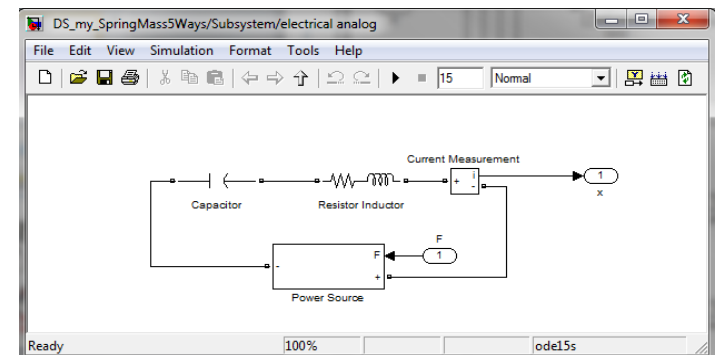 DS_my_SpringMass5Ways/Subsystem/electrical analog
File Edit View Simulation Format Tools Help
15 Normal
Current Measurement
+ i -
1
x
Capacitor
Resistor Inductor
F
1
F
-
+
Power Source
Ready 100% ode15s